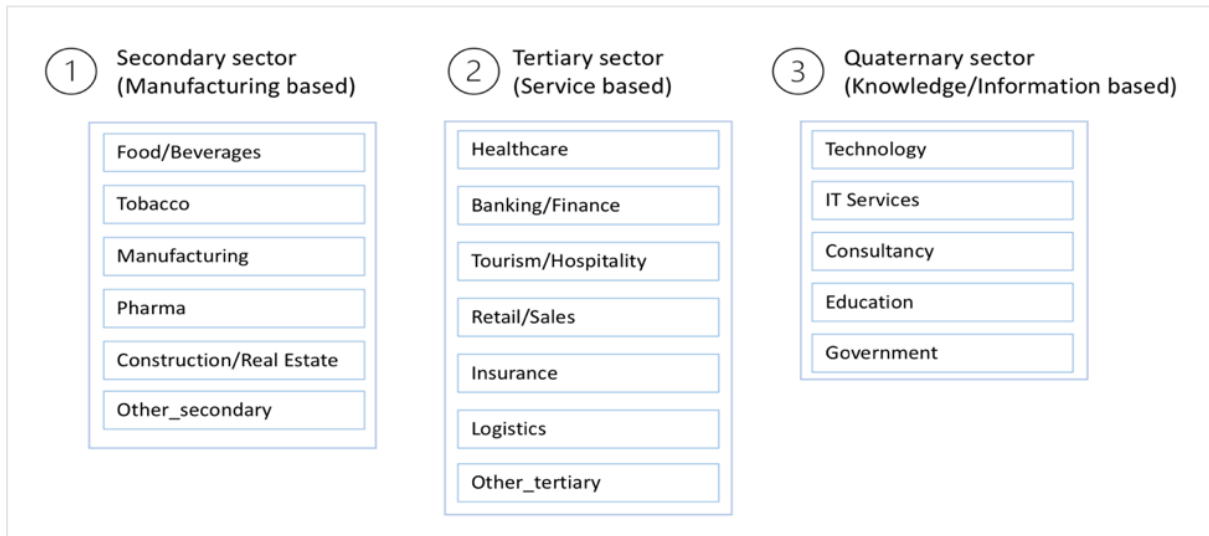 1
Secondary sector
(Manufacturing based)
Food/Beverages
Tobacco
Manufacturing
Pharma
Construction/Real Estate
Other_secondary
2
Tertiary sector
(Service based)
Healthcare
Banking/Finance
Tourism/Hospitality
Retail/Sales
Insurance
Logistics
Other_tertiary
3
Quaternary sector
(Knowledge/Information based)
Technology
IT Services
Consultancy
Education
Government